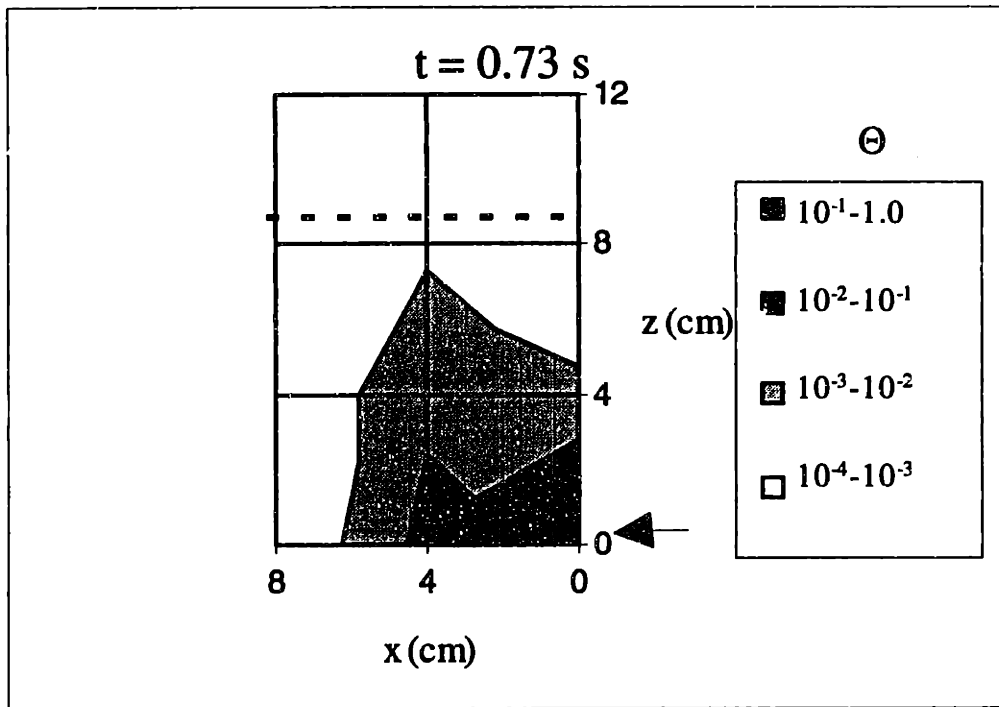 t = 0.73 s
12
8
4
0
z (cm)
8 4 0
x (cm)
Θ
10⁻¹-1.0
10⁻²-10⁻¹
10⁻³-10⁻²
10⁻⁴-10⁻³